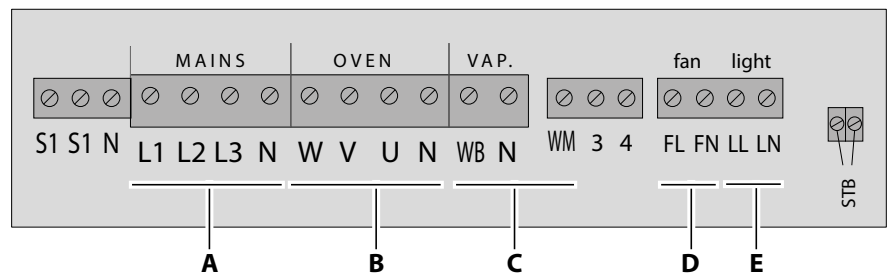 MAINS OVEN VAP. fan light
S1 S1 N L1 L2 L3 N W V U N WB N WM 3 4 FL FN LL LN
STB
A B C D E